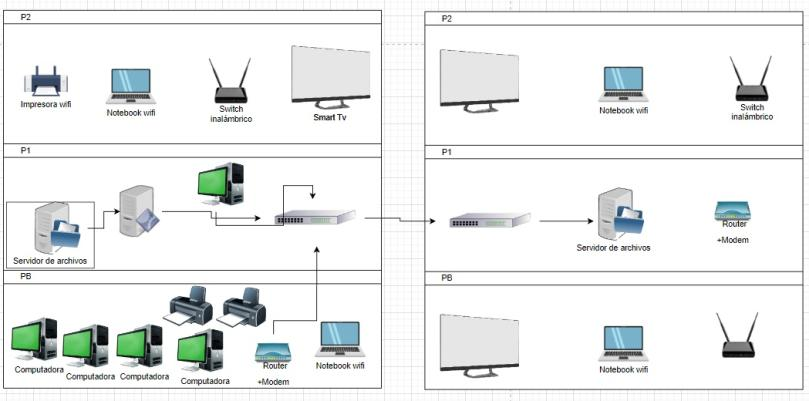 P2
Impresora wifi
Notebook wifi
Switch
inalámbrico
Smart Tv
P1
Servidor de archivos
PB
Computadora
Computadora
Computadora
Computadora
Router
+Modem
Notebook wifi
P2
Notebook wifi
Switch
inalámbrico
P1
Servidor de archivos
Router
+Modem
PB
Notebook wifi